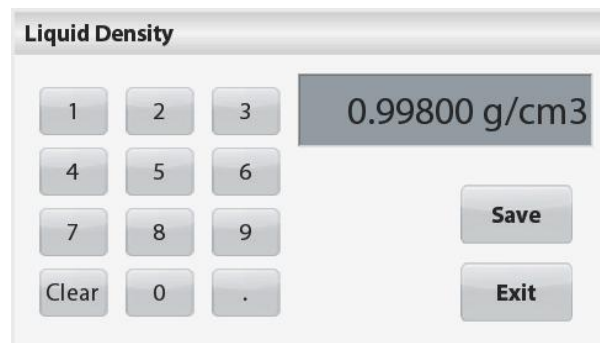 Liquid Density
1 2 3
0.99800 g/cm3
4 5 6
7 8 9
Save
Clear 0 .
Exit